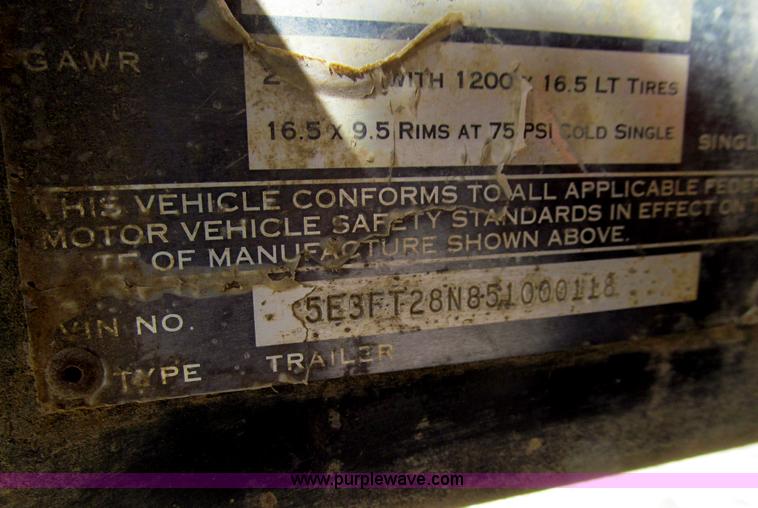 GAWR
WITH 1200 x 16.5 LT TIRES
16.5 x 9.5 RIMS AT 75 PSI COLD SINGLE
THIS VEHICLE CONFORMS TO ALL APPLICABLE
MOTOR VEHICLE SAFETY STANDARDS IN EFFECT ON
OF MANUFACTURE SHOWN ABOVE.
VIN NO. 5E3FT28N851000118
TYPE TRAILER
www.purplewave.com